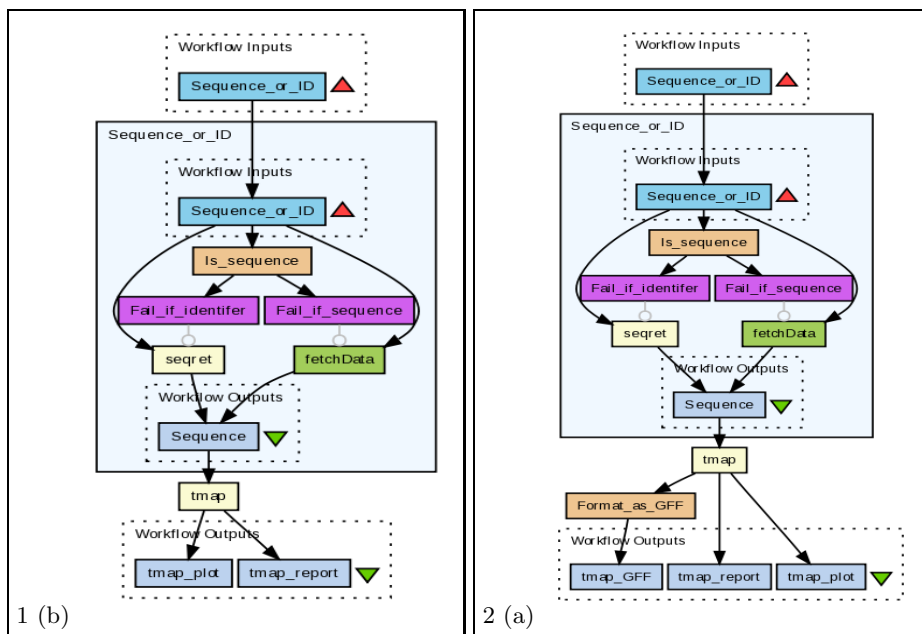 Workflow Inputs
Sequence_or_ID
Sequence_or_ID
Workflow Inputs
Sequence_or_ID
Is_sequence
Fail_if_identifer Fail_if_sequence
seqret fetchData
Workflow Outputs
Sequence
tmap
Workflow Outputs
tmap_plot tmap_report
1 (b)
Workflow Inputs
Sequence_or_ID
Sequence_or_ID
Workflow Inputs
Sequence_or_ID
Is_sequence
Fail_if_identifer Fail_if_sequence
seqret fetchData
Workflow Outputs
Sequence
tmap
Format_as_GFF
Workflow Outputs
tmap_GFF tmap_report tmap_plot
2 (a)